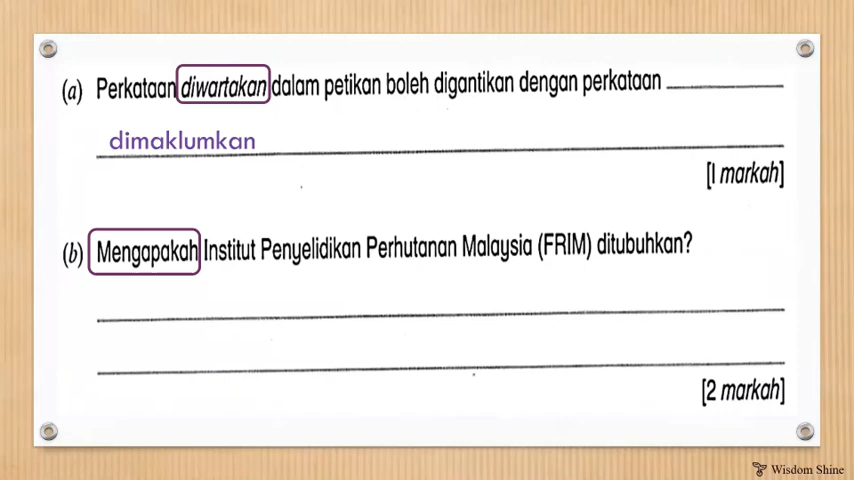 (a) Perkataan diwartakan dalam petikan boleh digantikan dengan perkataan
dimaklumkan
[1 markah]
(b) Mengapakah Institut Penyelidikan Perhutanan Malaysia (FRIM) ditubuhkan?
[2 markah]
Wisdom Shine